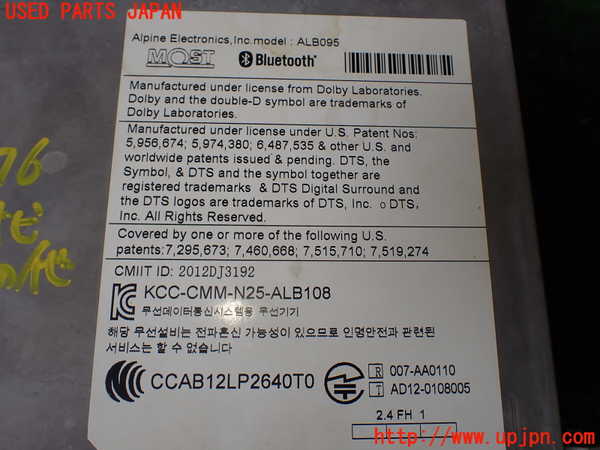 USED PARTS JAPAN
Alpine Electronics,Inc.model : ALB095
MOST Bluetooth
Manufactured under license from Dolby Laboratories.
Dolby and the double-D symbol are trademarks of
Dolby Laboratories.
Manufactured under license under U.S. Patent Nos:
5,956,674; 5,974,380; 6,487,535 & other U.S. and
worldwide patents issued & pending. DTS, the
Symbol, & DTS and the symbol together are
registered trademarks & DTS Digital Surround and
the DTS logos are trademarks of DTS, Inc. o DTS,
Inc. All Rights Reserved.
Covered by one or more of the following U.S.
patents:7,295,673; 7,460,668; 7,515,710; 7,519,274
CMIIT ID: 2012DJ3192
KCC-CMM-N25-ALB108
무선데이터통신시스템용 무선기기
해당 무선설비는 전파혼신 가능성이 있으므로 인명안전과 관련된
서비스는 할 수 없습니다
CCAB12LP2640T0
R 007-AA0110
T AD12-0108005
2.4 FH 1
76
http://www.upjpn.com/